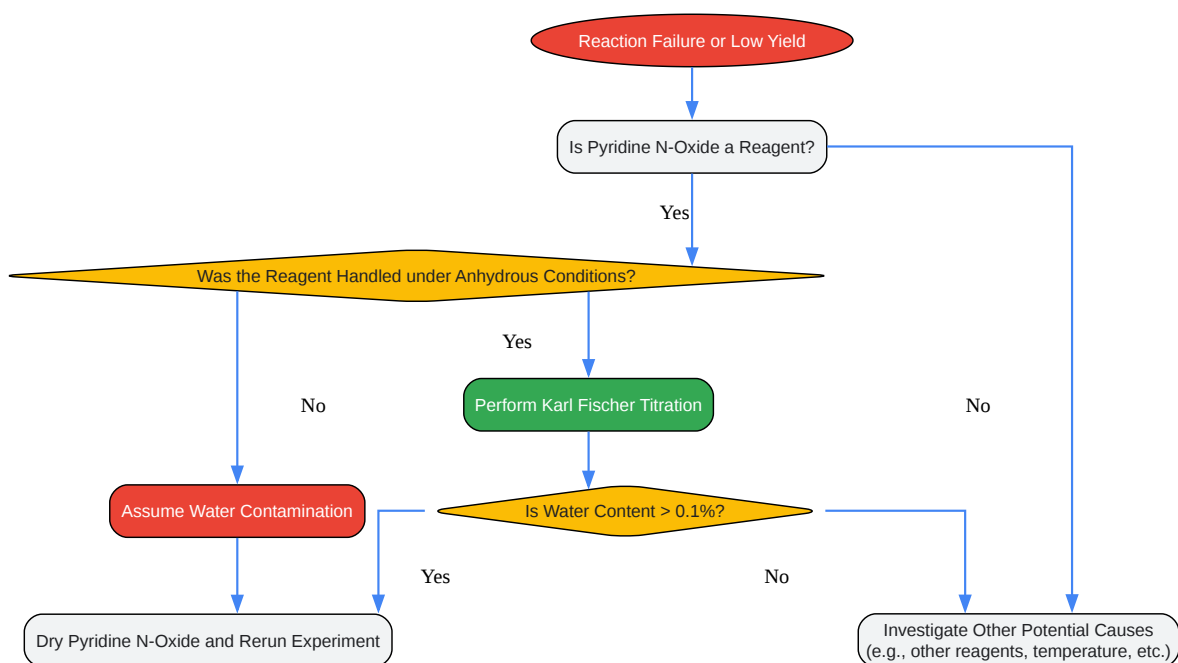 Reaction Failure or Low Yield
Is Pyridine N-Oxide a Reagent?
Yes
Was the Reagent Handled under Anhydrous Conditions?
Yes
No
Perform Karl Fischer Titration
No
Assume Water Contamination
Is Water Content > 0.1%?
Yes
No
Dry Pyridine N-Oxide and Rerun Experiment
Investigate Other Potential Causes
(e.g., other reagents, temperature, etc.)